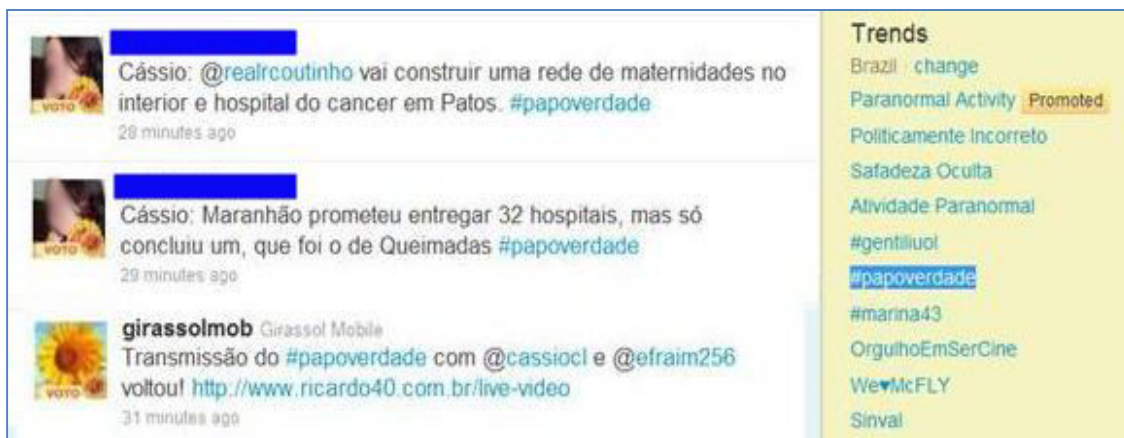 Cássio: @realrcoutinho vai construir uma rede de maternidades no
interior e hospital do cancer em Patos. #papoverdade
28 minutes ago
VOTO
Cássio: Maranhão prometeu entregar 32 hospitais, mas só
concluiu um, que foi o de Queimadas #papoverdade
29 minutes ago
VOTO
girassolmob Girassol Mobile
Transmissão do #papoverdade com @cassiocl e @efraim256
voltou! http://www.ricardo40.com.br/live-video
31 minutes ago
VOTO
Trends
Brazil · change
Paranormal Activity Promoted
Politicamente Incorreto
Safadeza Oculta
Atividade Paranormal
#gentiliuol
#papoverdade
#marina43
OrgulhoEmSerCine
We♥McFLY
Sinval